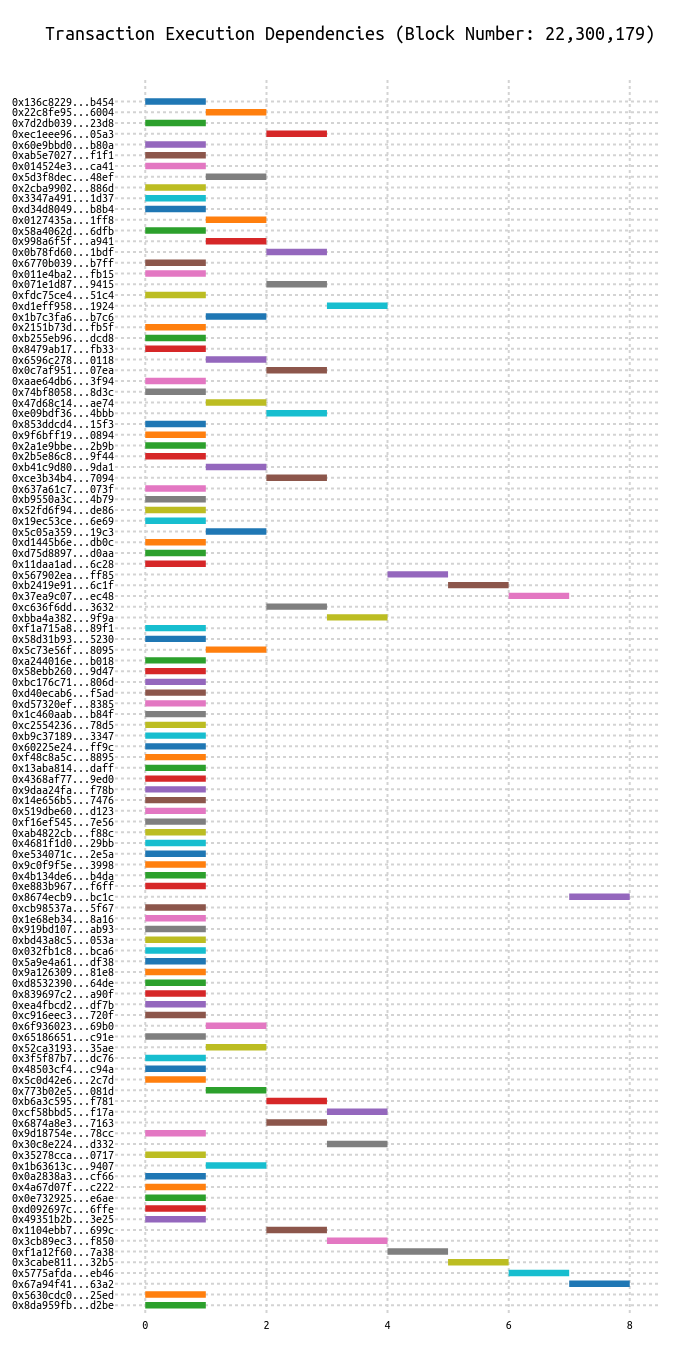 Transaction Execution Dependencies (Block Number: 22,300,179)
0x136c8229...b454
0x22c8fe95...6004
0x7d2db039...23d8
0xec1eee96...05a3
0x60e9bbd0...b80a
0xab5e7027...f1f1
0x014524e3...ca41
0x5d3f8dec...48ef
0x2cba9902...886d
0x3347a491...1d37
0xd34d8049...b8b4
0x0127435a...1ff8
0x58a4062d...6dfb
0x998a6f5f...a941
0x0b78fd60...1bdf
0x6770b039...b7ff
0x011e4ba2...fb15
0x071e1d87...9415
0xfdc75ce4...51c4
0xd1eff958...1924
0x1b7c3fa6...b7c6
0x2151b73d...fb5f
0xb255eb96...dcd8
0x8479ab17...fb33
0x6596c278...0118
0x0c7af951...07ea
0xaae64db6...3f94
0x74bf8058...8d3c
0x47d68c14...ae74
0xe09bdf36...4bbb
0x853ddcd4...15f3
0x9f6bff19...0894
0x2a1e9bbe...2b9b
0x2b5e86c8...9f44
0xb41c9d80...9da1
0xce3b34b4...7094
0x637a61c7...073f
0xb9550a3c...4b79
0x52fd6f94...de86
0x19ec53ce...6e69
0x5c05a359...19c3
0xd1445b6e...db0c
0xd75d8897...d0aa
0x11daa1ad...6c28
0x567902ea...ff85
0xb2419e91...6c1f
0x37ea9c07...ec48
0xc636f6dd...3632
0xbba4a382...9f9a
0xf1a715a8...89f1
0x58d31b93...5230
0x5c73e56f...8095
0xa244016e...b018
0x58ebb260...9d47
0xbc176c71...806d
0xd40ecab6...f5ad
0xd57320ef...8385
0x1c460aab...b84f
0xc2554236...78d5
0xb9c37189...3347
0x60225e24...ff9c
0xf48c8a5c...8895
0x13aba814...daff
0x4368af77...9ed0
0x9daa24fa...f78b
0x14e656b5...7476
0x519dbe60...d123
0xf16ef545...7e56
0xab4822cb...f88c
0x4681f1d0...29bb
0xe534071c...2e5a
0x9c0f9f5e...3998
0x4b134de6...b4da
0xe883b967...f6ff
0x8674ecb9...bc1c
0xcb98537a...5f67
0x1e68eb34...8a16
0x919bd107...ab93
0xbd43a8c5...053a
0x032fb1c8...bca6
0x5a9e4a61...df38
0x9a126309...81e8
0xd8532390...64de
0x839697c2...a90f
0xea4fbcd2...df7b
0xc916eec3...720f
0x6f936023...69b0
0x65186651...c91e
0x52ca3193...35ae
0x3f5f87b7...dc76
0x48503cf4...c94a
0x5c0d42e6...2c7d
0x773b02e5...081d
0xb6a3c595...f781
0xcf58bbd5...f17a
0x6874a8e3...7163
0x9d18754e...78cc
0x30c8e224...d332
0x35278cca...0717
0x1b63613c...9407
0x0a2838a3...cf66
0x4a67d07f...c222
0x0e732925...e6ae
0xd092697c...6ffe
0x49351b2b...3e25
0x1104ebb7...699c
0x3cb89ec3...f850
0xf1a12f60...7a38
0x3cabe811...32b5
0x5775afda...eb46
0x67a94f41...63a2
0x5630cdc0...25ed
0x8da959fb...d2be
0 2 4 6 8